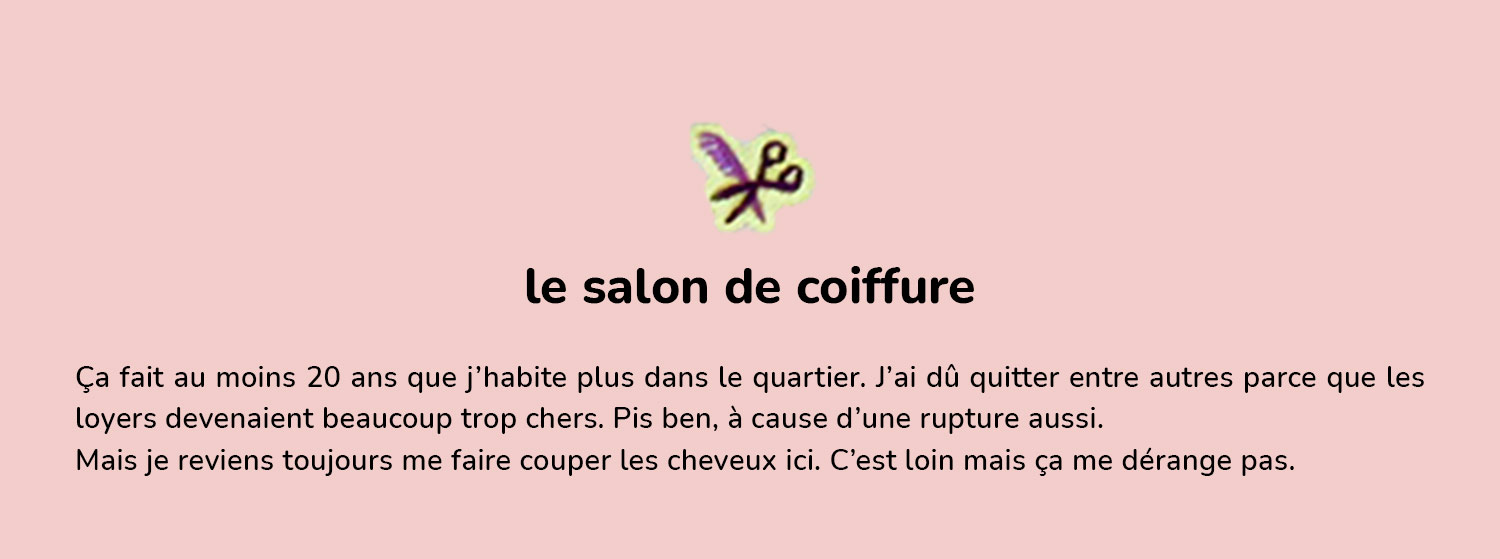 le salon de coiffure
Ça fait au moins 20 ans que j’habite plus dans le quartier. J’ai dû quitter entre autres parce que les
loyers devenaient beaucoup trop chers. Pis ben, à cause d’une rupture aussi.
Mais je reviens toujours me faire couper les cheveux ici. C’est loin mais ça me dérange pas.